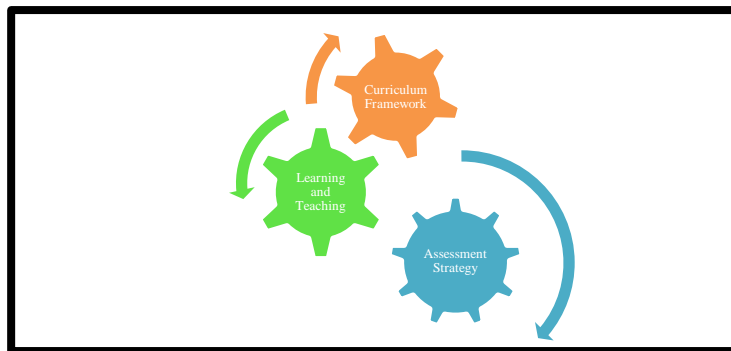 Curriculum
Framework
Learning
and
Teaching
Assessment
Strategy